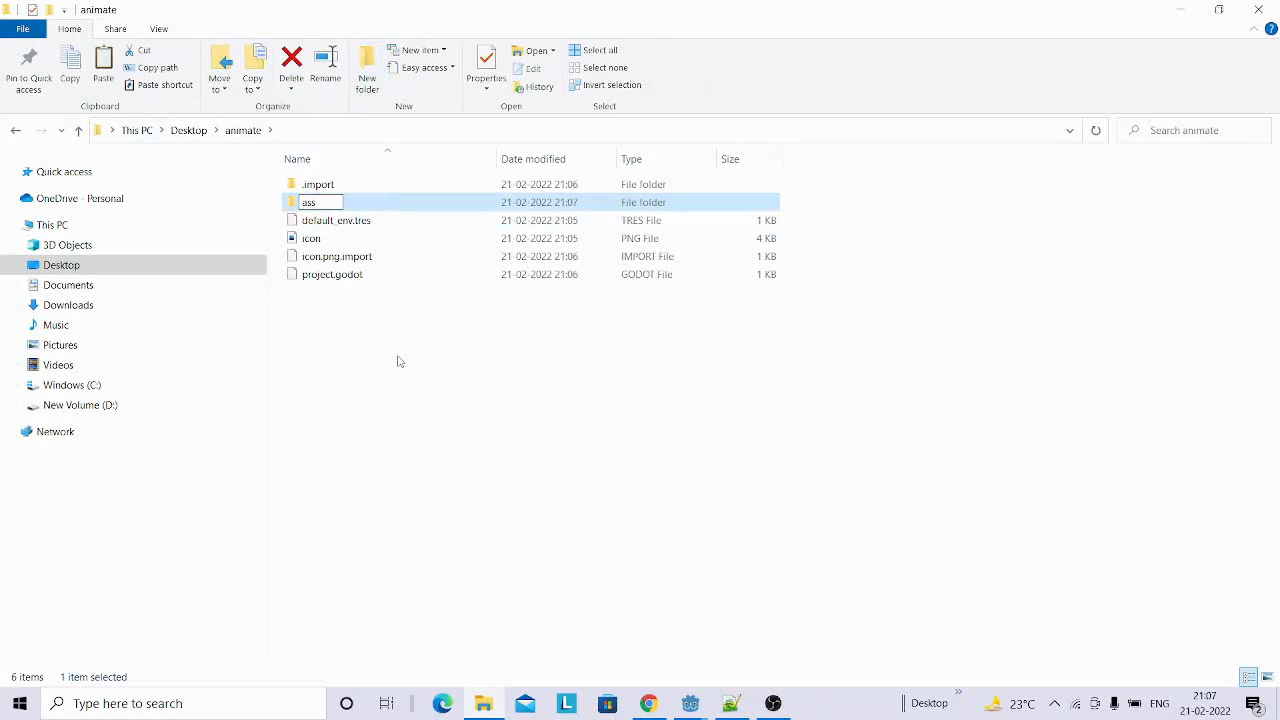 animate
File
Home
Share
View
Pin to Quick access
Copy
Paste
Cut
Copy path
Paste shortcut
Clipboard
Move to
Copy to
Delete
Rename
Organize
New folder
New item
Easy access
New
Properties
Open
Edit
History
Open
Select all
Select none
Invert selection
Select
This PC
Desktop
animate
Search animate
Quick access
OneDrive - Personal
This PC
3D Objects
Desktop
Documents
Downloads
Music
Pictures
Videos
Windows (C:)
New Volume (D:)
Network
Name Date modified Type Size
.import 21-02-2022 21:06 File folder
ass 21-02-2022 21:07 File folder
default_env.tres 21-02-2022 21:05 TRES File 1 KB
icon 21-02-2022 21:05 PNG File 4 KB
icon.png.import 21-02-2022 21:06 IMPORT File 1 KB
project.godot 21-02-2022 21:06 GODOT File 1 KB
6 items 1 item selected
Type here to search
L
Desktop
23°C
ENG
21:07
21-02-2022
2